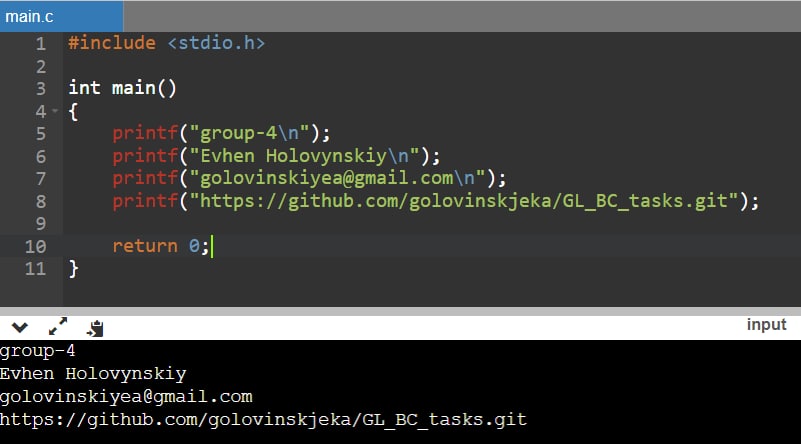 main.c
1 #include <stdio.h>
2
3 int main()
4 {
5     printf("group-4\n");
6     printf("Evhen Holovynskiy\n");
7     printf("golovinskiyea@gmail.com\n");
8     printf("https://github.com/golovinskjeka/GL_BC_tasks.git");
9
10     return 0;
11 }
input
group-4
Evhen Holovynskiy
golovinskiyea@gmail.com
https://github.com/golovinskjeka/GL_BC_tasks.git